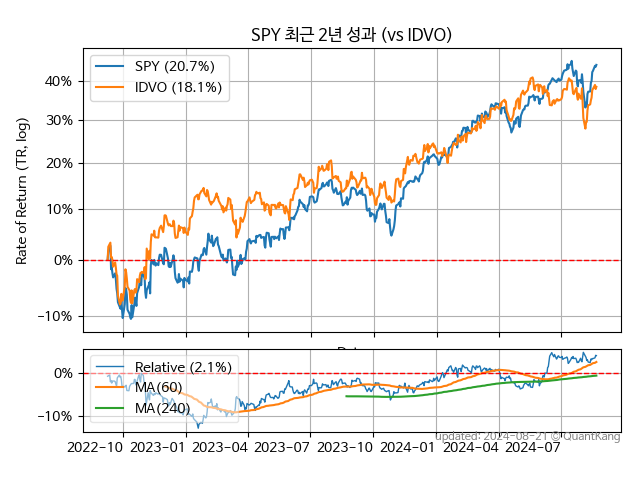 SPY 최근 2년 성과 (vs IDVO)
SPY (20.7%)
IDVO (18.1%)
Rate of Return (TR, log)
40%
30%
20%
10%
0%
−10%
Relative (2.1%)
MA(60)
MA(240)
0%
−10%
2022-10 2023-01 2023-04 2023-07 2023-10 2024-01 2024-04 2024-07
updated: 2024-08-21 © QuantKang